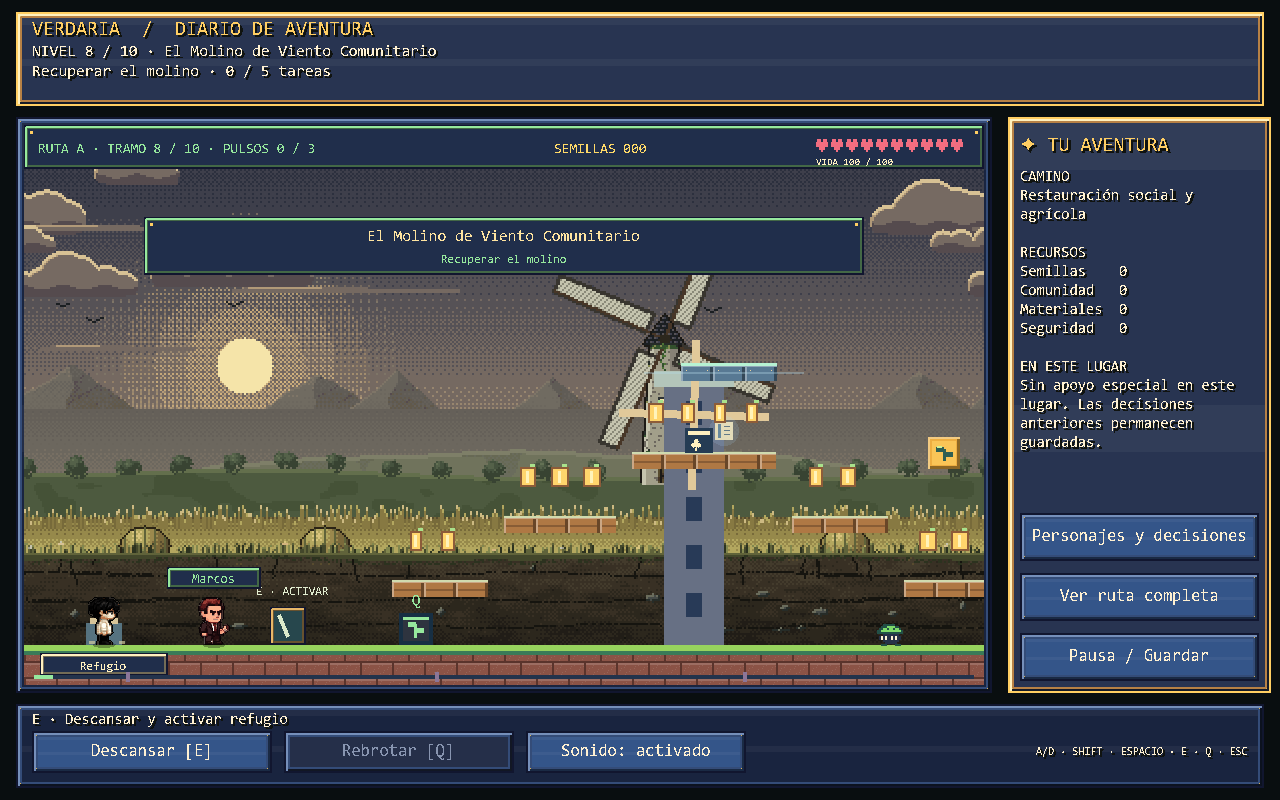 VERDARIA / DIARIO DE AVENTURA
NIVEL 8 / 10 · El Molino de Viento Comunitario
Recuperar el molino · 0 / 5 tareas
RUTA A · TRAMO 8 / 10 · PULSOS 0 / 3
SEMILLAS 000
VIDA 100 / 100
El Molino de Viento Comunitario
Recuperar el molino
Marcos
E · ACTIVAR
Q
Refugio
✦ TU AVENTURA
CAMINO
Restauración social y
agrícola
RECURSOS
Semillas 0
Comunidad 0
Materiales 0
Seguridad 0
EN ESTE LUGAR
Sin apoyo especial en este
lugar. Las decisiones
anteriores permanecen
guardadas.
Personajes y decisiones
Ver ruta completa
Pausa / Guardar
E · Descansar y activar refugio
Descansar [E]
Rebrotar [Q]
Sonido: activado
A/D · SHIFT · ESPACIO · E · Q · ESC